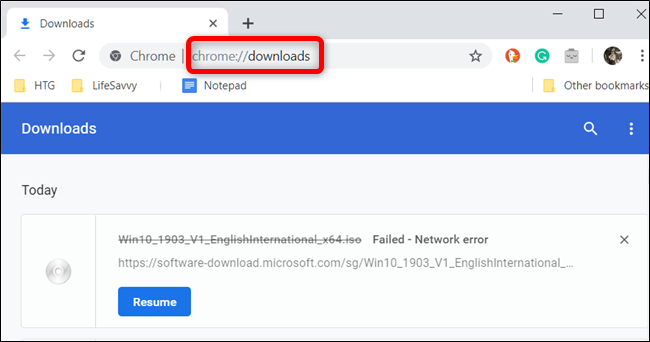 Downloads
Chrome | chrome://downloads
HTG LifeSavvy Notepad Other bookmarks
Downloads
Today
Win10_1903_V1_EnglishInternational_x64.iso Failed - Network error
https://software-download.microsoft.com/sg/Win10_1903_V1_EnglishInternational_...
Resume